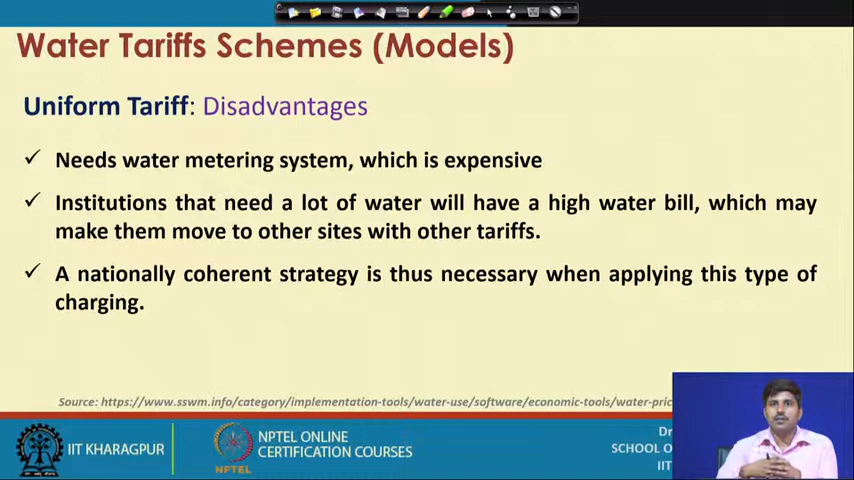 Water Tariffs Schemes (Models)
Uniform Tariff: Disadvantages
✓ Needs water metering system, which is expensive
✓ Institutions that need a lot of water will have a high water bill, which may
make them move to other sites with other tariffs.
✓ A nationally coherent strategy is thus necessary when applying this type of
charging.
Source: https://www.sswm.info/category/implementation-tools/water-use/software/economic-tools/water-pric
IIT KHARAGPUR
NPTEL
NPTEL ONLINE
CERTIFICATION COURSES
Dr
SCHOOL O
IIT